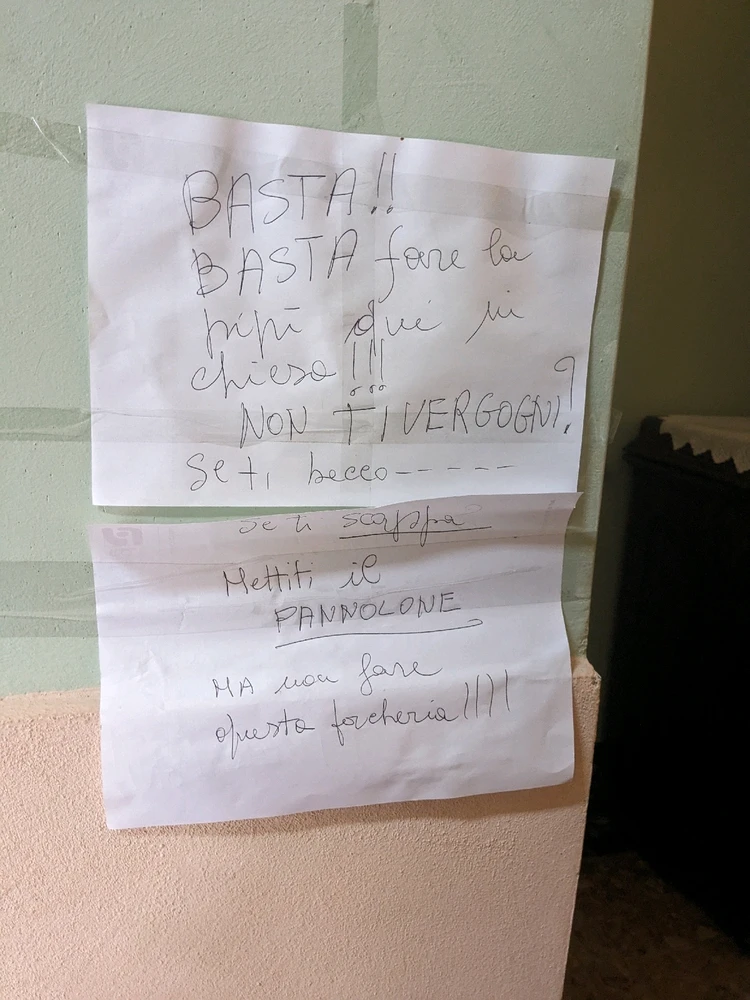 BASTA!!
BASTA fare la
pipì qui in
chiesa!!!
NON TI VERGOGNI?
Se ti becco-----
se ti scappa
Mettiti il
PANNOLONE
MA non fare
questa porcheria!!!!